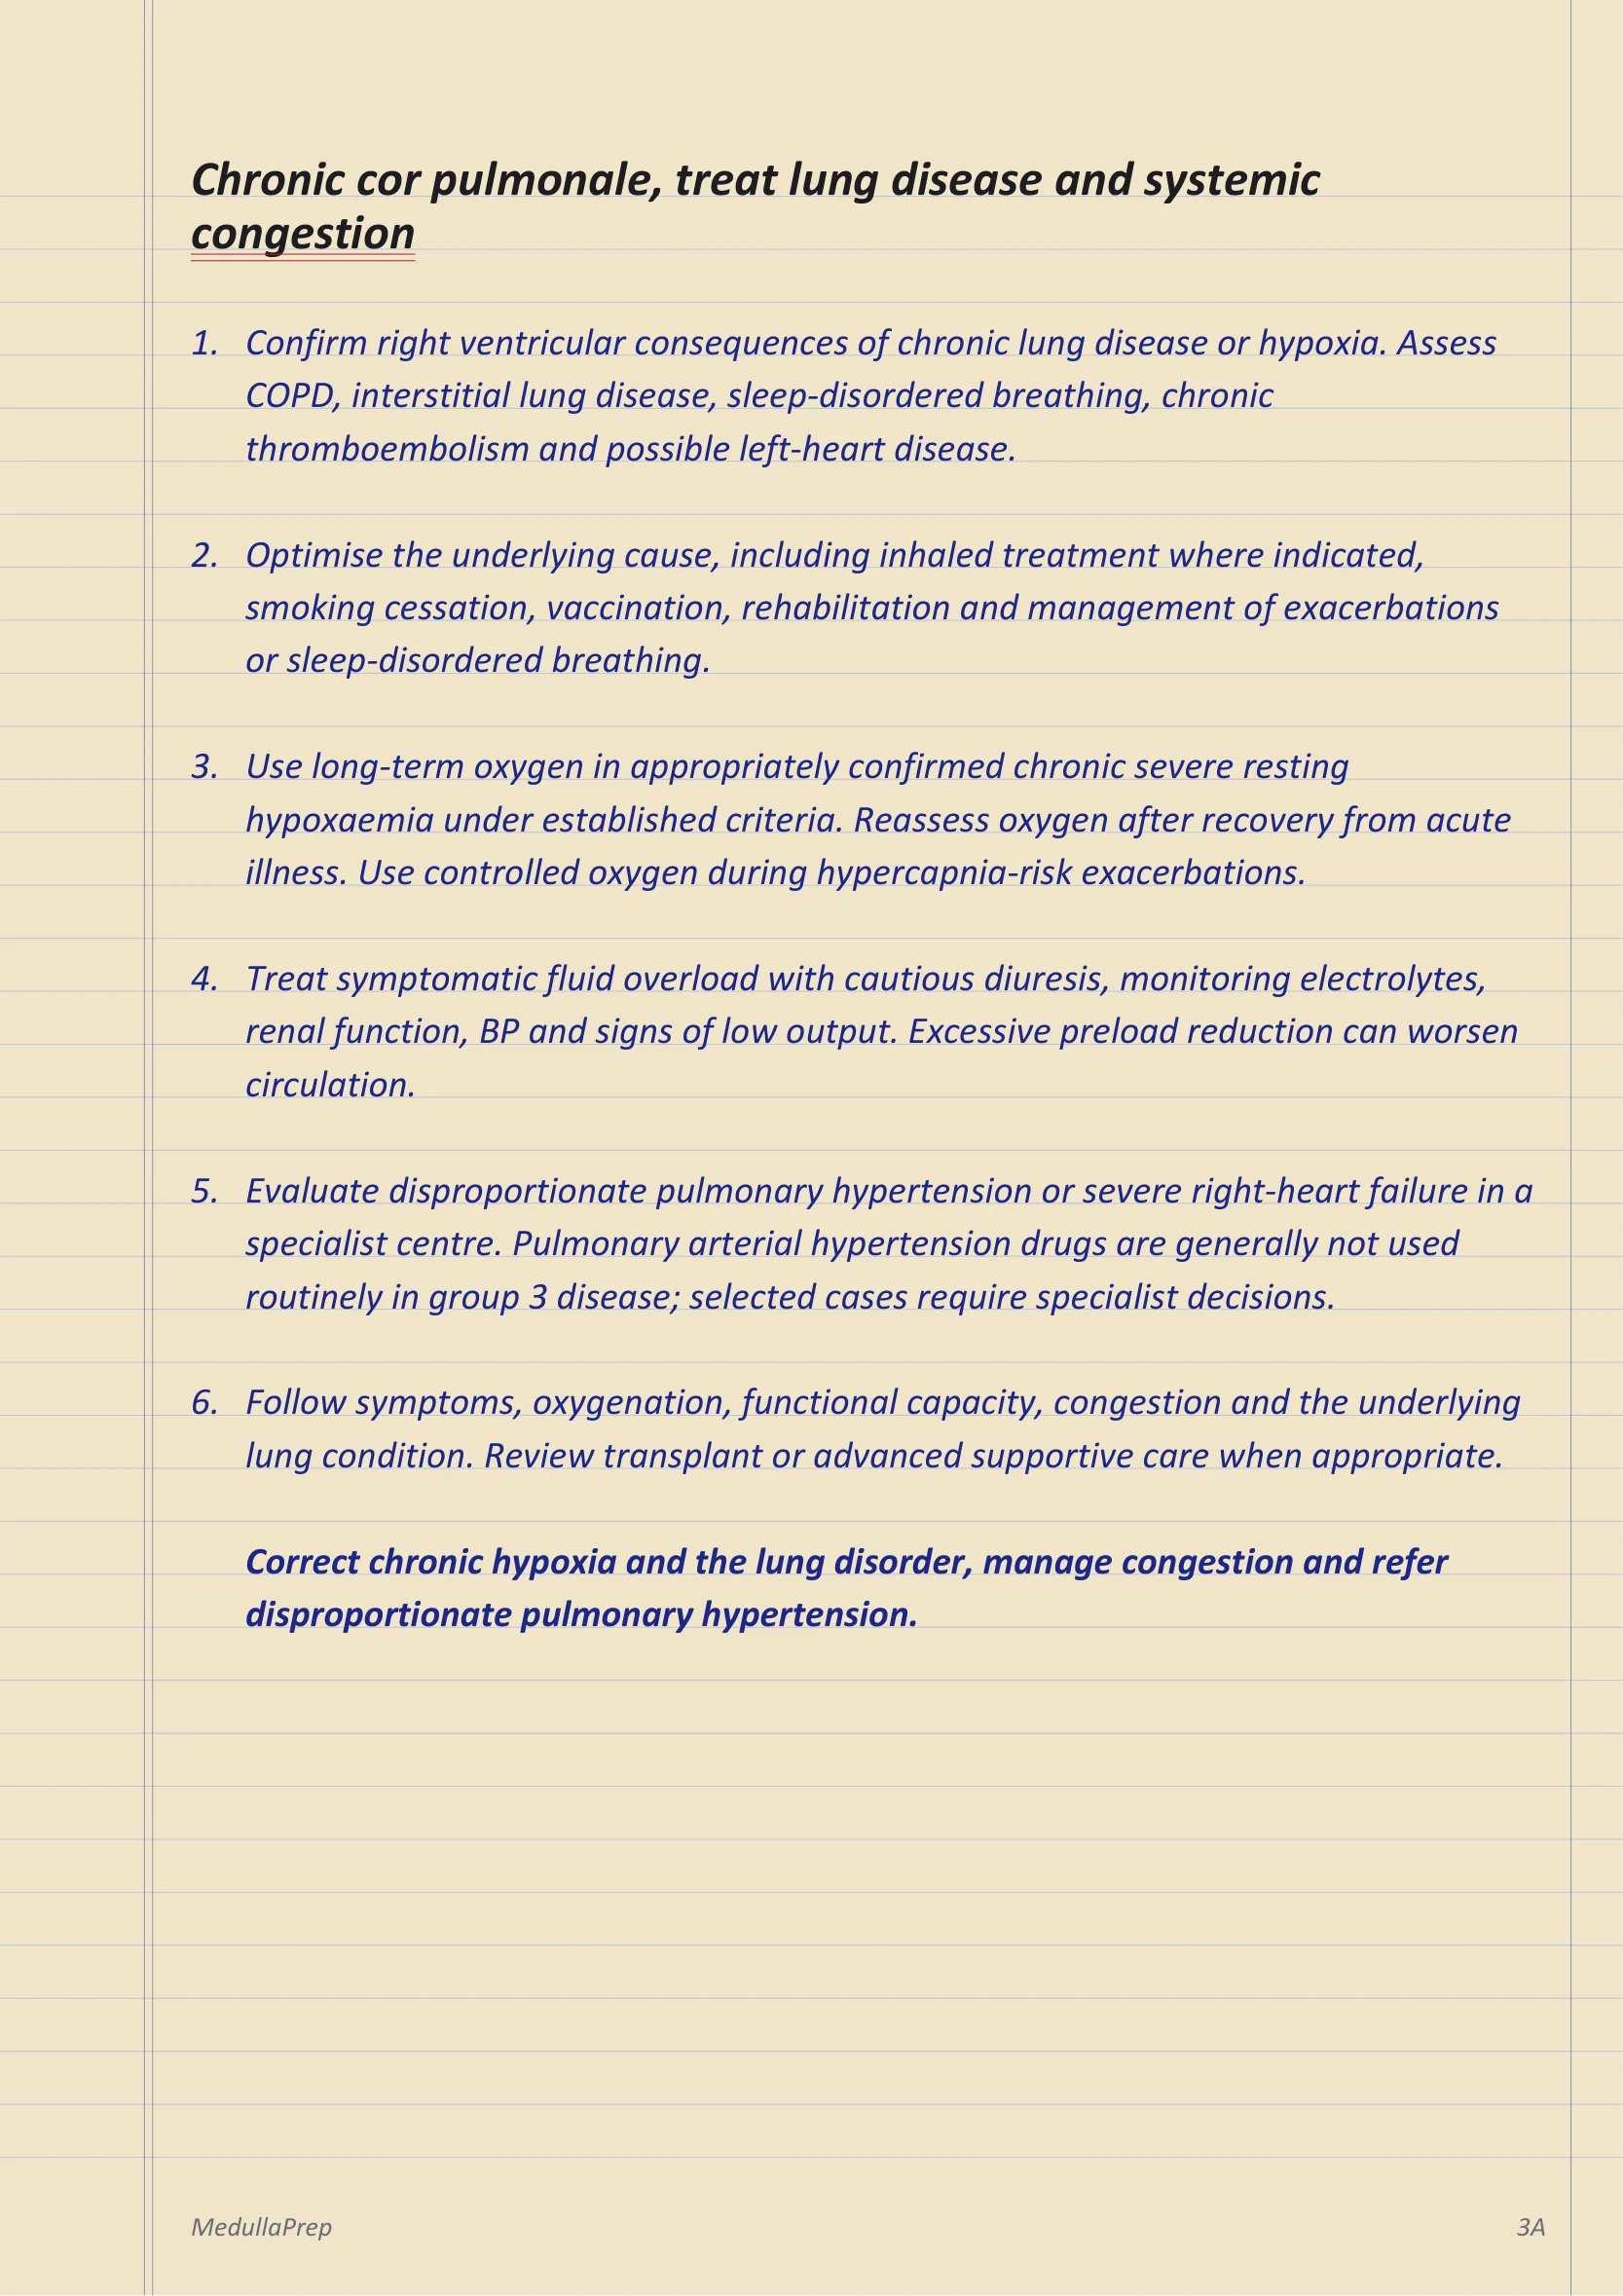 Chronic cor pulmonale, treat lung disease and systemic
congestion
1. Confirm right ventricular consequences of chronic lung disease or hypoxia. Assess
COPD, interstitial lung disease, sleep-disordered breathing, chronic
thromboembolism and possible left-heart disease.
2. Optimise the underlying cause, including inhaled treatment where indicated,
smoking cessation, vaccination, rehabilitation and management of exacerbations
or sleep-disordered breathing.
3. Use long-term oxygen in appropriately confirmed chronic severe resting
hypoxaemia under established criteria. Reassess oxygen after recovery from acute
illness. Use controlled oxygen during hypercapnia-risk exacerbations.
4. Treat symptomatic fluid overload with cautious diuresis, monitoring electrolytes,
renal function, BP and signs of low output. Excessive preload reduction can worsen
circulation.
5. Evaluate disproportionate pulmonary hypertension or severe right-heart failure in a
specialist centre. Pulmonary arterial hypertension drugs are generally not used
routinely in group 3 disease; selected cases require specialist decisions.
6. Follow symptoms, oxygenation, functional capacity, congestion and the underlying
lung condition. Review transplant or advanced supportive care when appropriate.
Correct chronic hypoxia and the lung disorder, manage congestion and refer
disproportionate pulmonary hypertension.
MedullaPrep
3A